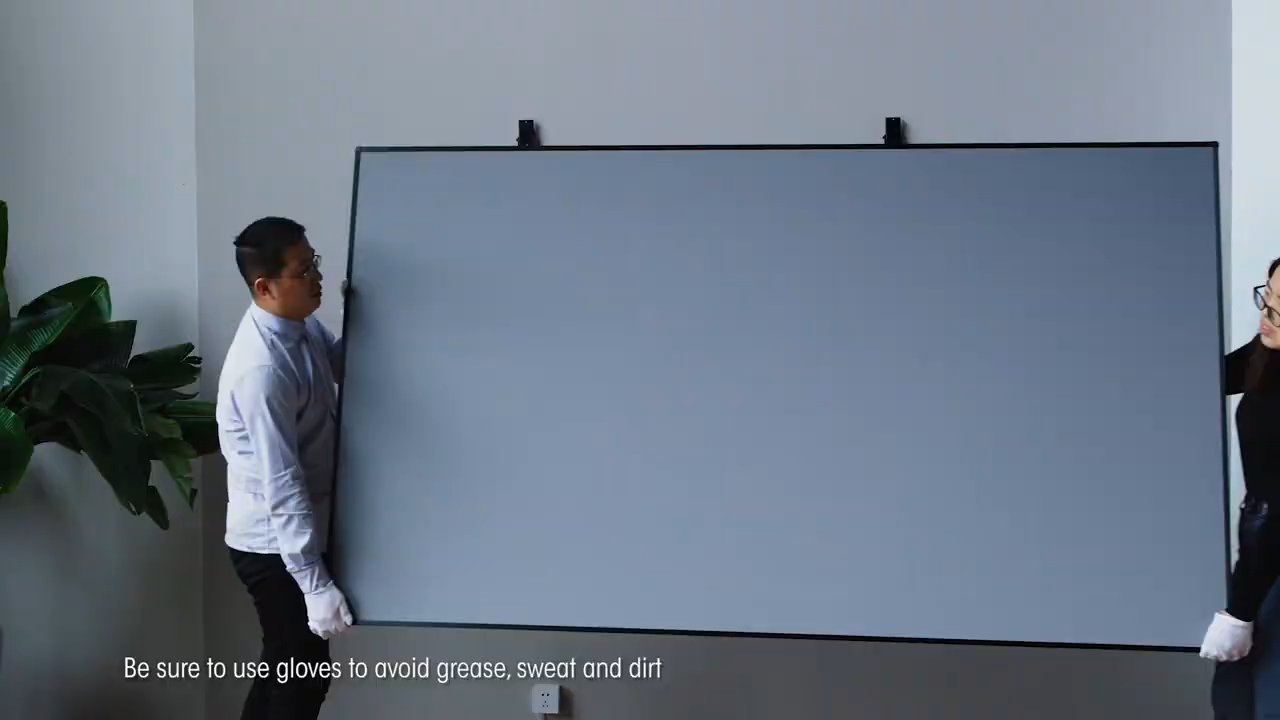 Be sure to use gloves to avoid grease, sweat and dirt